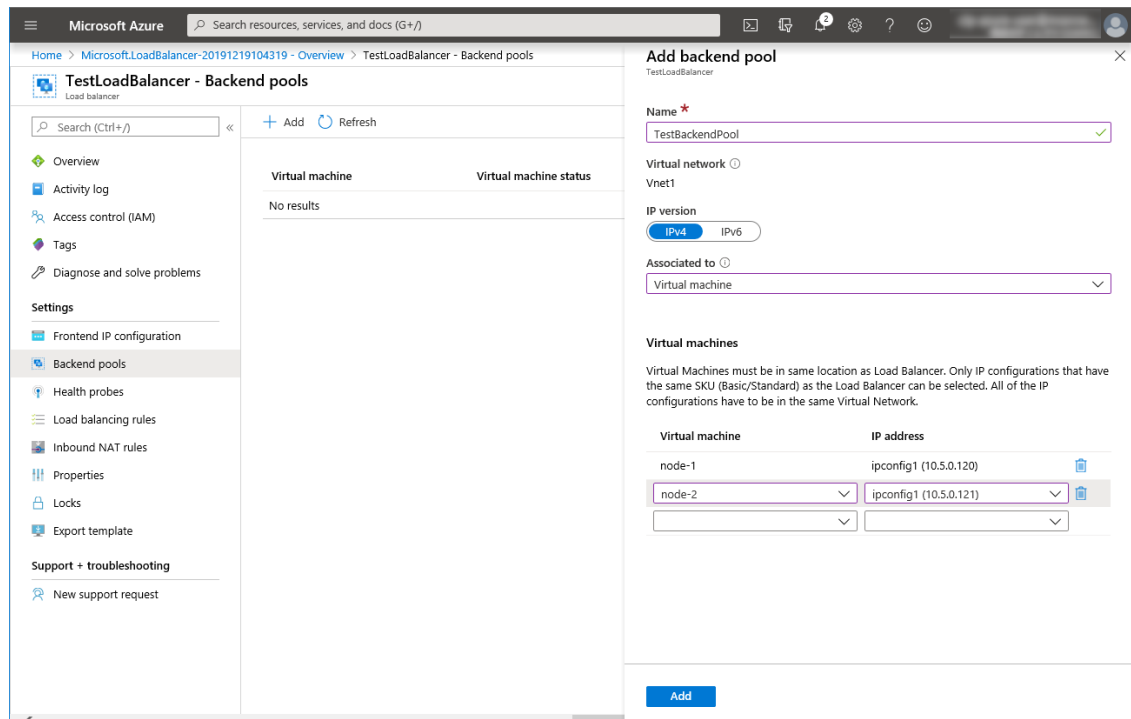 Microsoft Azure
Search resources, services, and docs (G+/)
2
Home > Microsoft.LoadBalancer-20191219104319 - Overview > TestLoadBalancer - Backend pools
TestLoadBalancer - Backend pools
Load balancer
Search (Ctrl+/)
«
Overview
Activity log
Access control (IAM)
Tags
Diagnose and solve problems
Settings
Frontend IP configuration
Backend pools
Health probes
Load balancing rules
Inbound NAT rules
Properties
Locks
Export template
Support + troubleshooting
New support request
+ Add Refresh
Virtual machine Virtual machine status
No results
Add backend pool
TestLoadBalancer
Name *
TestBackendPool
Virtual network
Vnet1
IP version
IPv4 IPv6
Associated to
Virtual machine
Virtual machines
Virtual Machines must be in same location as Load Balancer. Only IP configurations that have
the same SKU (Basic/Standard) as the Load Balancer can be selected. All of the IP
configurations have to be in the same Virtual Network.
Virtual machine IP address
node-1 ipconfig1 (10.5.0.120)
node-2 ipconfig1 (10.5.0.121)
Add